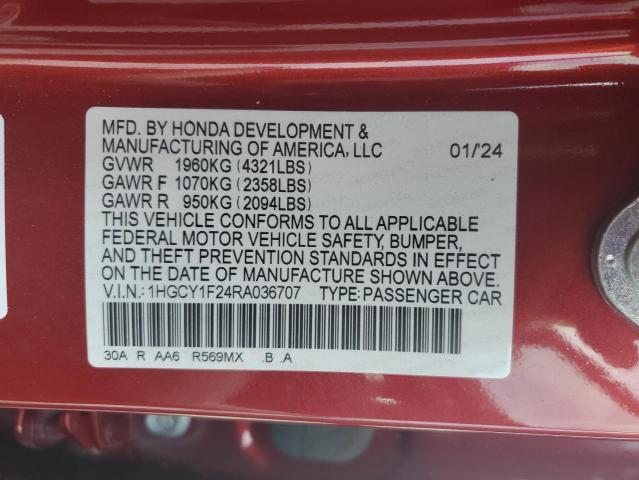 MFD. BY HONDA DEVELOPMENT &
MANUFACTURING OF AMERICA, LLC 01/'24
GVWR 1960KG (4321LBS)
GAWR F 1070KG (2358LBS)
GAWR R 950KG (2094LBS)
THIS VEHICLE CONFORMS TO ALL APPLICABLE
FEDERAL MOTOR VEHICLE SAFETY, BUMPER,
AND THEFT PREVENTION STANDARDS IN EFFECT
ON THE DATE OF MANUFACTURE SHOWN ABOVE.
V.I.N.: 1HGCY1F24RA036707 TYPE: PASSENGER CAR
30A R AA6 R569MX .B .A